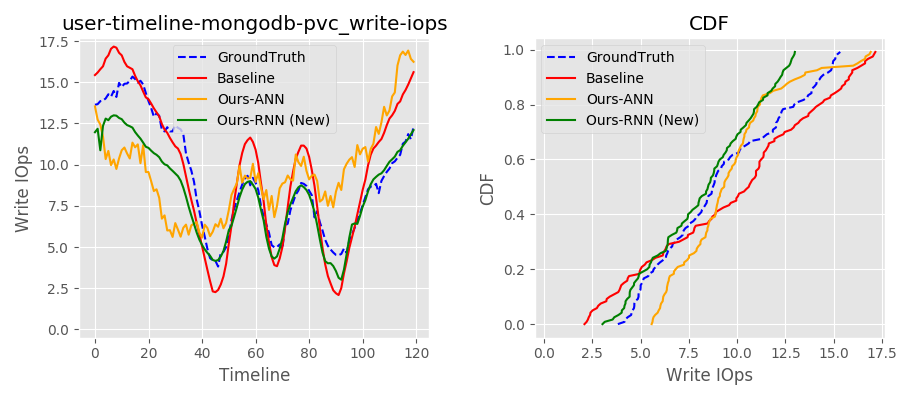 user-timeline-mongodb-pvc_write-iops
17.5
15.0
12.5
10.0
7.5
5.0
2.5
0.0
Write IOps
GroundTruth
Baseline
Ours-ANN
Ours-RNN (New)
0 20 40 60 80 100 120
Timeline
CDF
1.0
0.8
0.6
0.4
0.2
0.0
CDF
GroundTruth
Baseline
Ours-ANN
Ours-RNN (New)
0.0 2.5 5.0 7.5 10.0 12.5 15.0 17.5
Write IOps